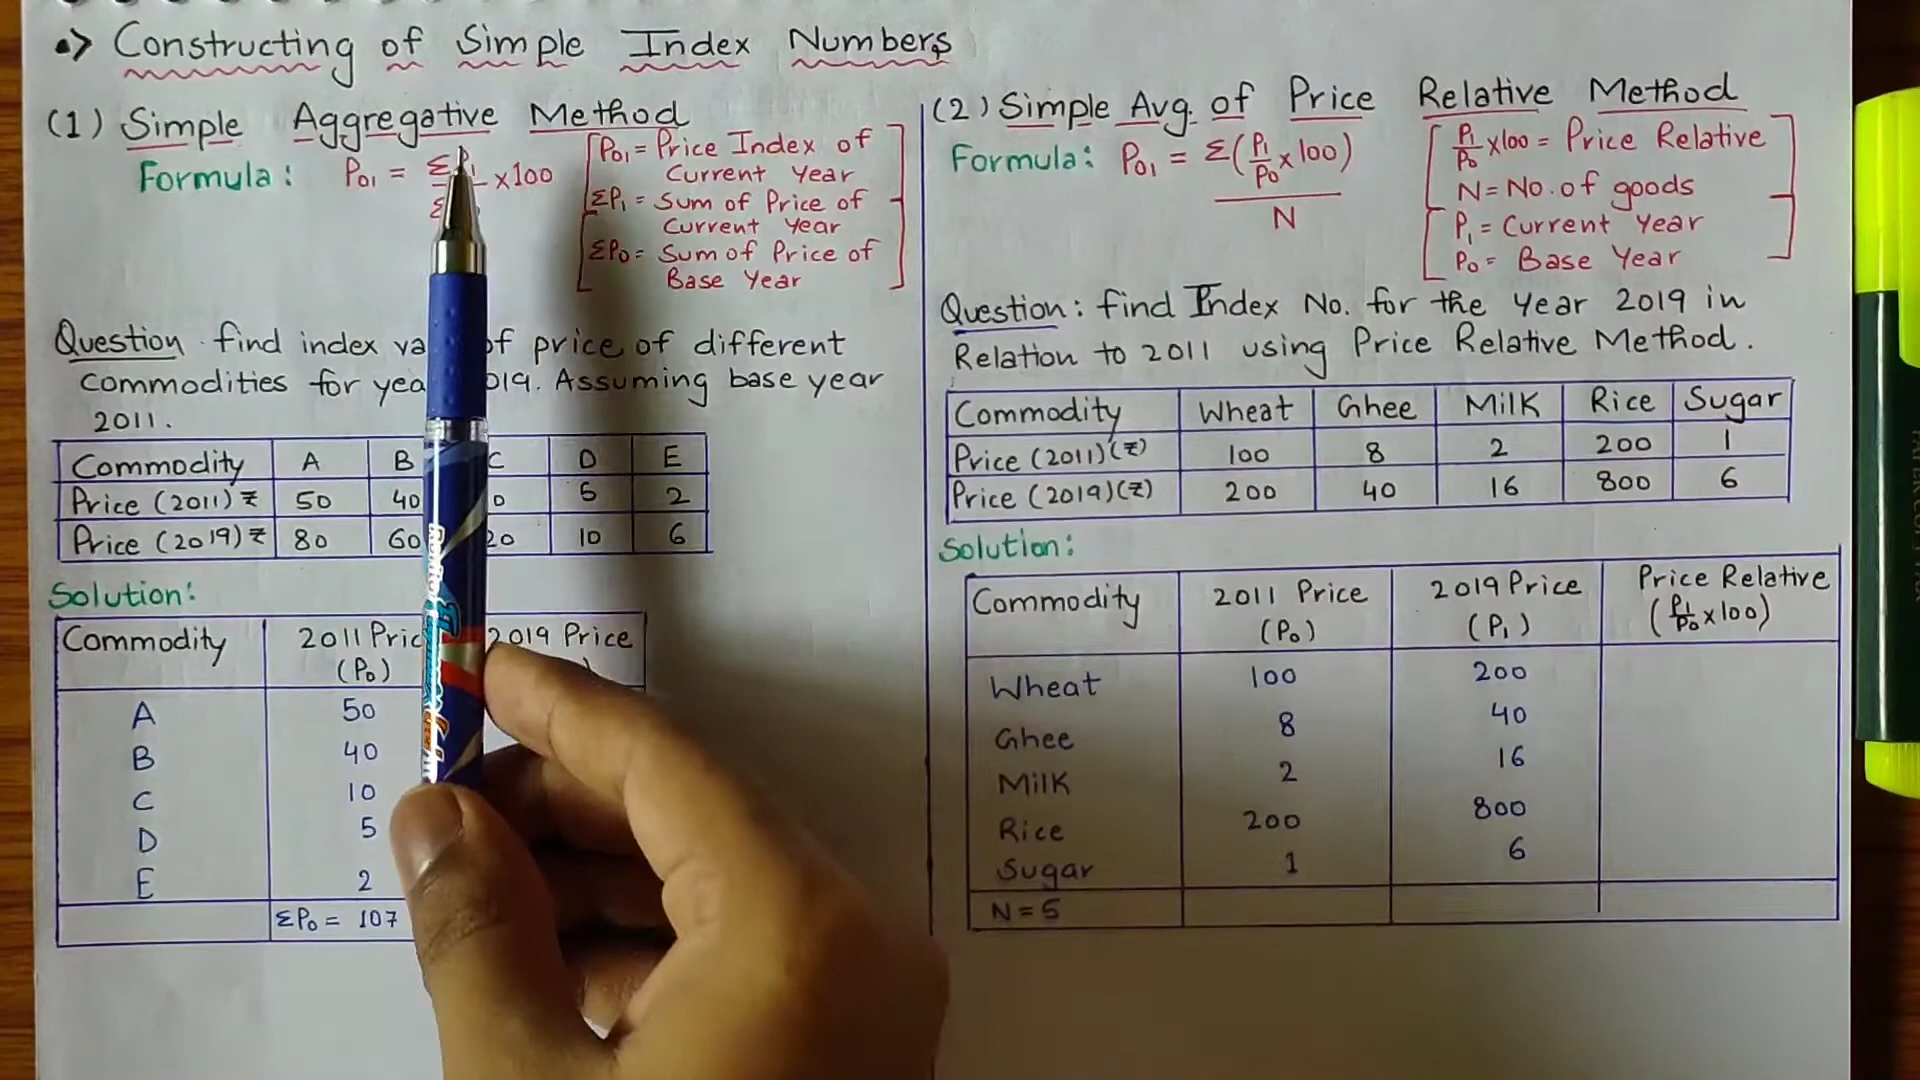 •> Constructing of Simple Index Numbers
(1) Simple Aggregative Method
Formula: P₀₁ = ΣP₁ ×100
[P₀₁ = Price Index of
Current Year
ΣP₁ = Sum of Price of
Current Year
ΣP₀ = Sum of Price of
Base Year]
Question find index of price of different
commodities for 2019. Assuming base year
2011.
Commodity A B C D E
Price (2011) ₹ 50 40 5 2
Price (2019) ₹ 80 60 20 10 6
Solution:
Commodity 2011 2019 Price
(P₀)
A 50
B 40
C 10
D 5
E 2
ΣP₀ = 107
(2) Simple Avg. of Price Relative Method
Formula: P₀₁ = Σ(P₁/P₀ ×100)
N
[P₁/P₀ ×100 = Price Relative
N = No. of goods
P₁ = Current Year
P₀ = Base Year]
Question: find Index No. for the Year 2019 in
Relation to 2011 using Price Relative Method.
Commodity Wheat Ghee Milk Rice Sugar
Price (2011) (₹) 100 8 2 200 1
Price (2019) (₹) 200 40 16 800 6
Solution:
Commodity 2011 Price 2019 Price Price Relative
(P₀) (P₁) (P₁/P₀ ×100)
Wheat 100 200
Ghee 8 40
Milk 2 16
Rice 200 800
Sugar 1 6
N = 5